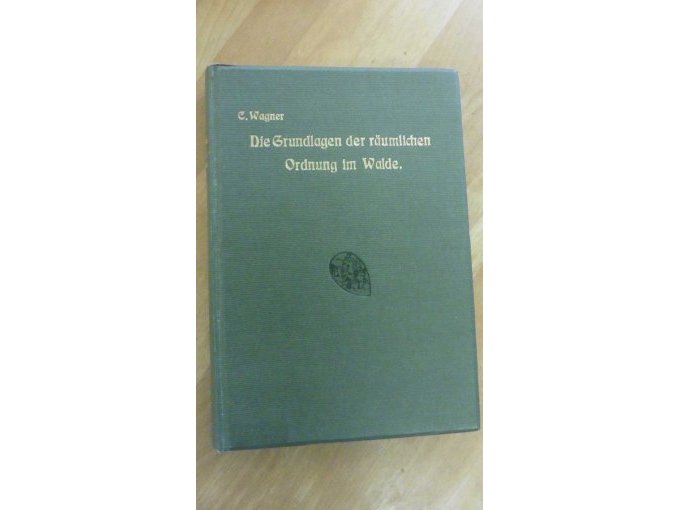 C. Wagner
Die Grundlagen der räumlichen
Ordnung im Walde.